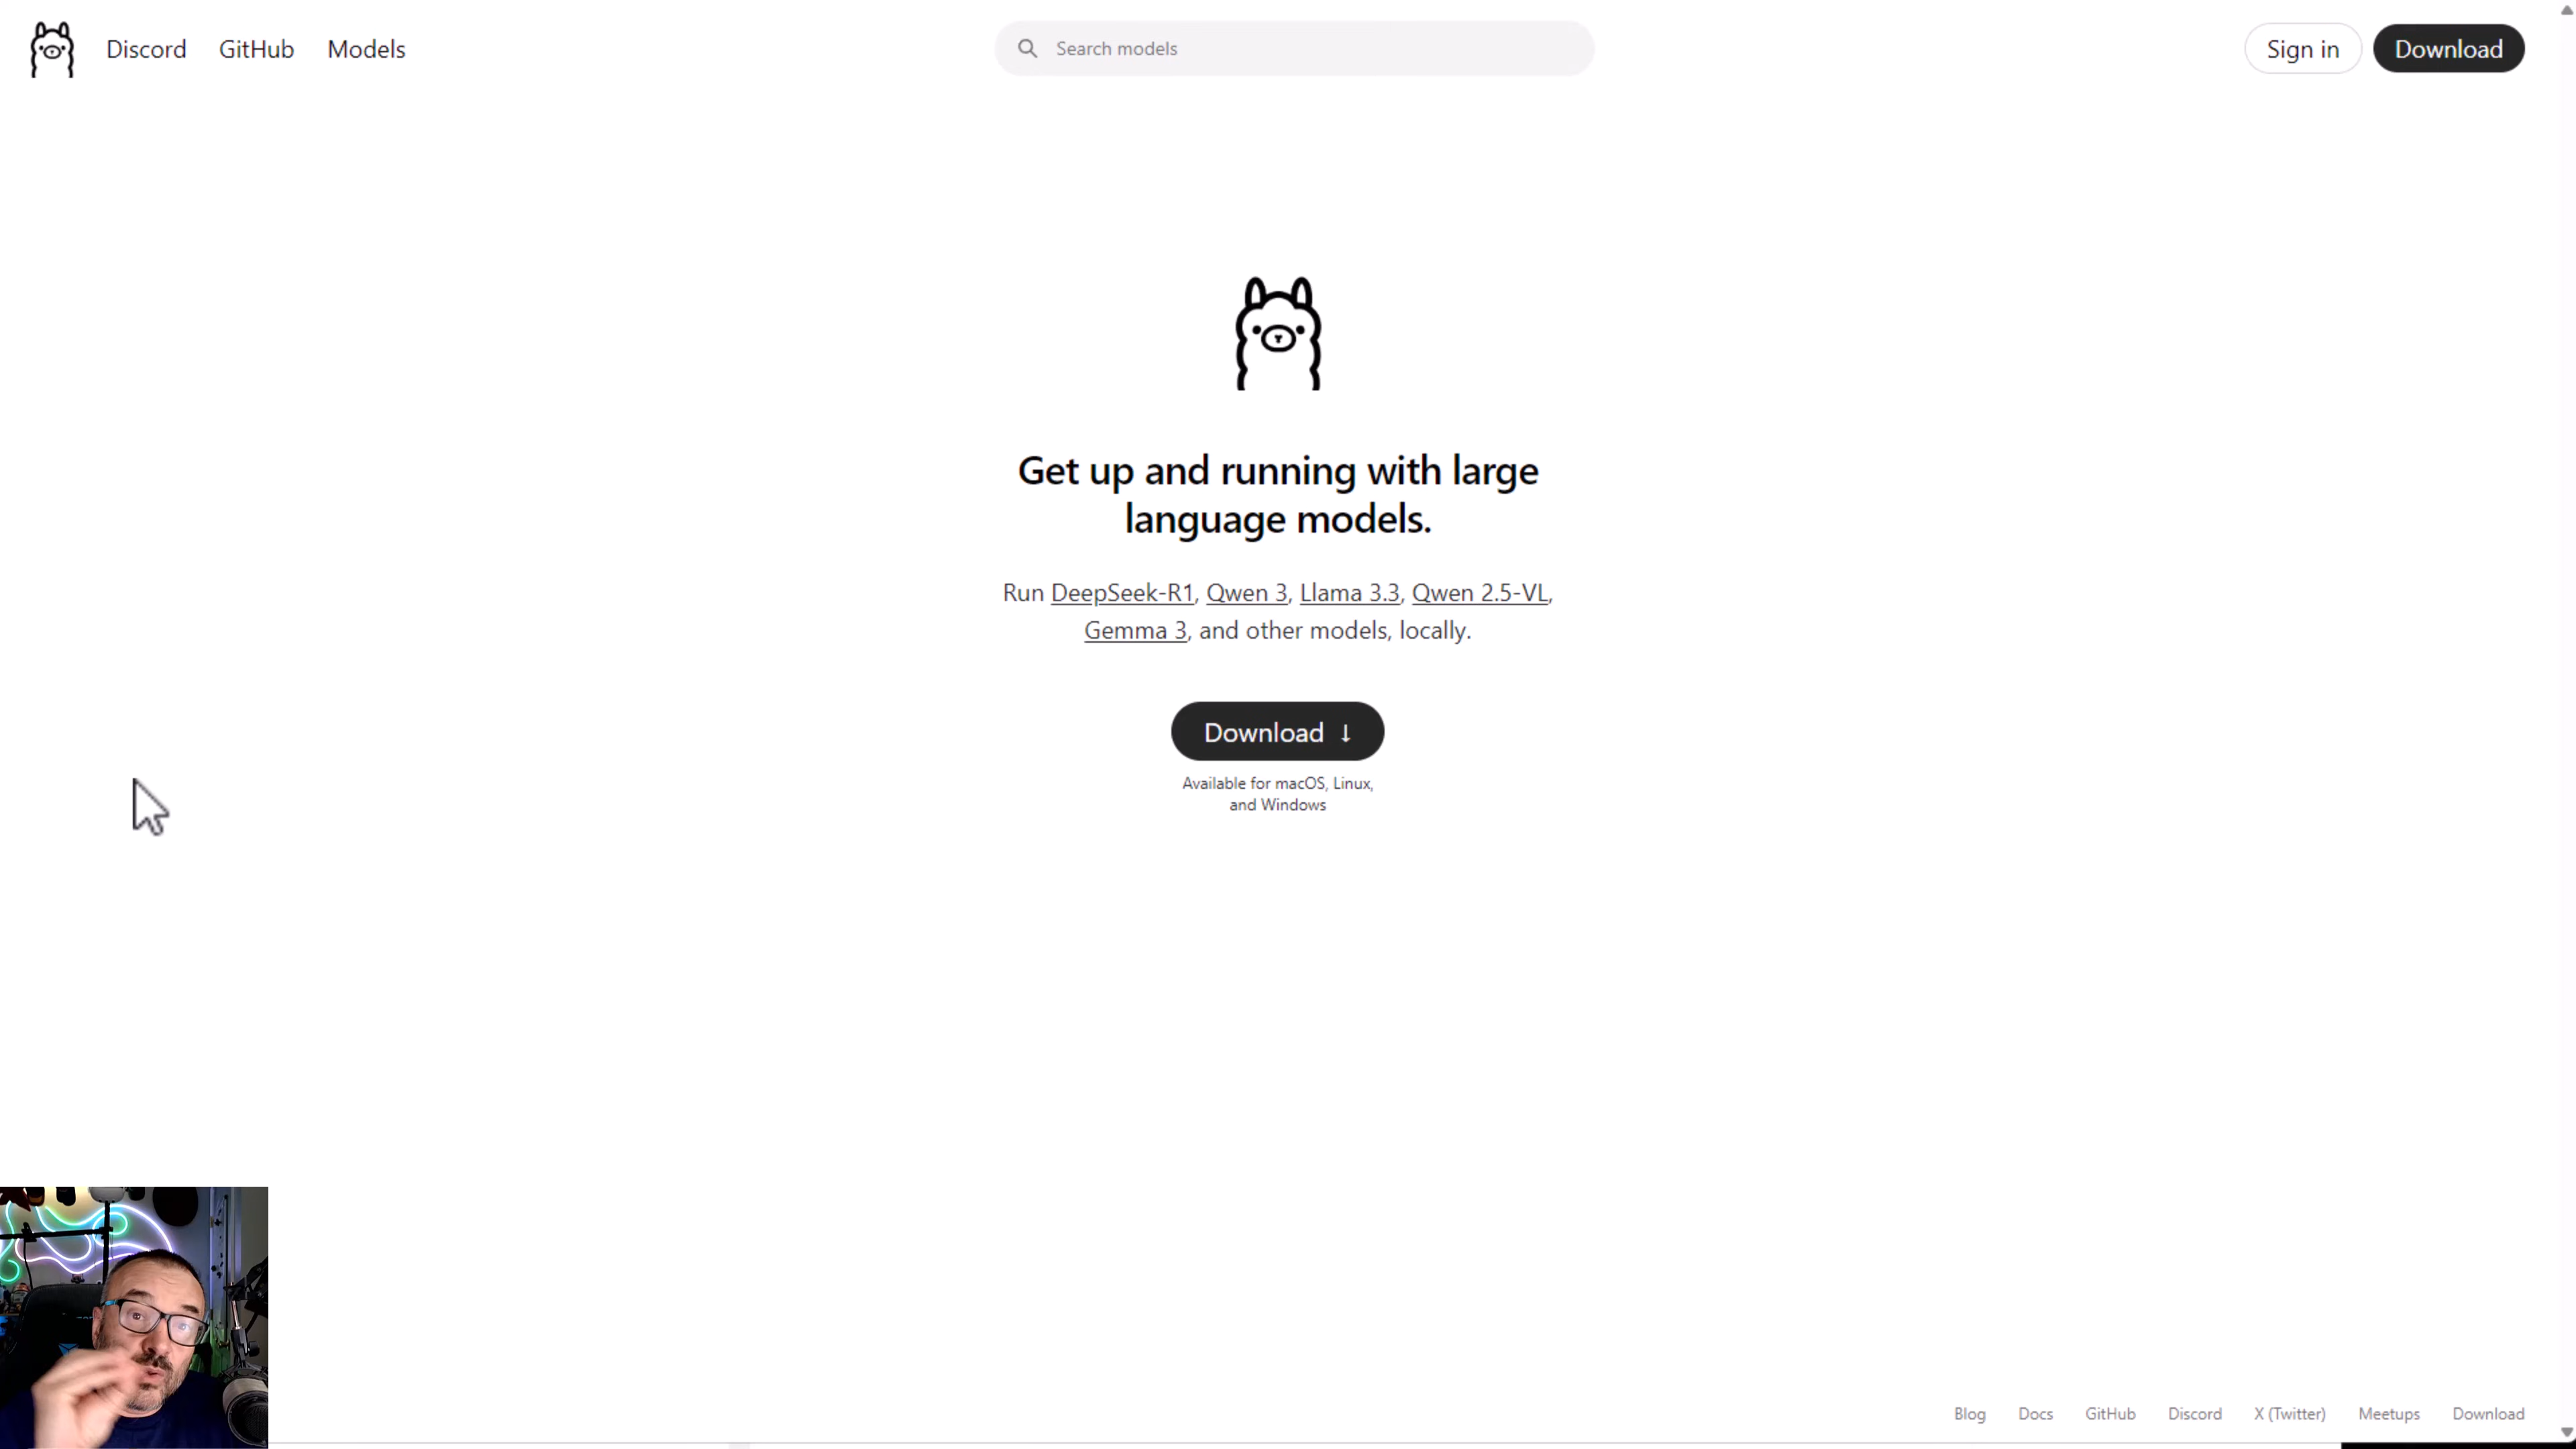 Discord GitHub Models Search models Sign in Download
Get up and running with large
language models.
Run DeepSeek-R1, Qwen 3, Llama 3.3, Qwen 2.5-VL,
Gemma 3, and other models, locally.
Download ↓
Available for macOS, Linux,
and Windows
Blog Docs GitHub Discord X (Twitter) Meetups Download